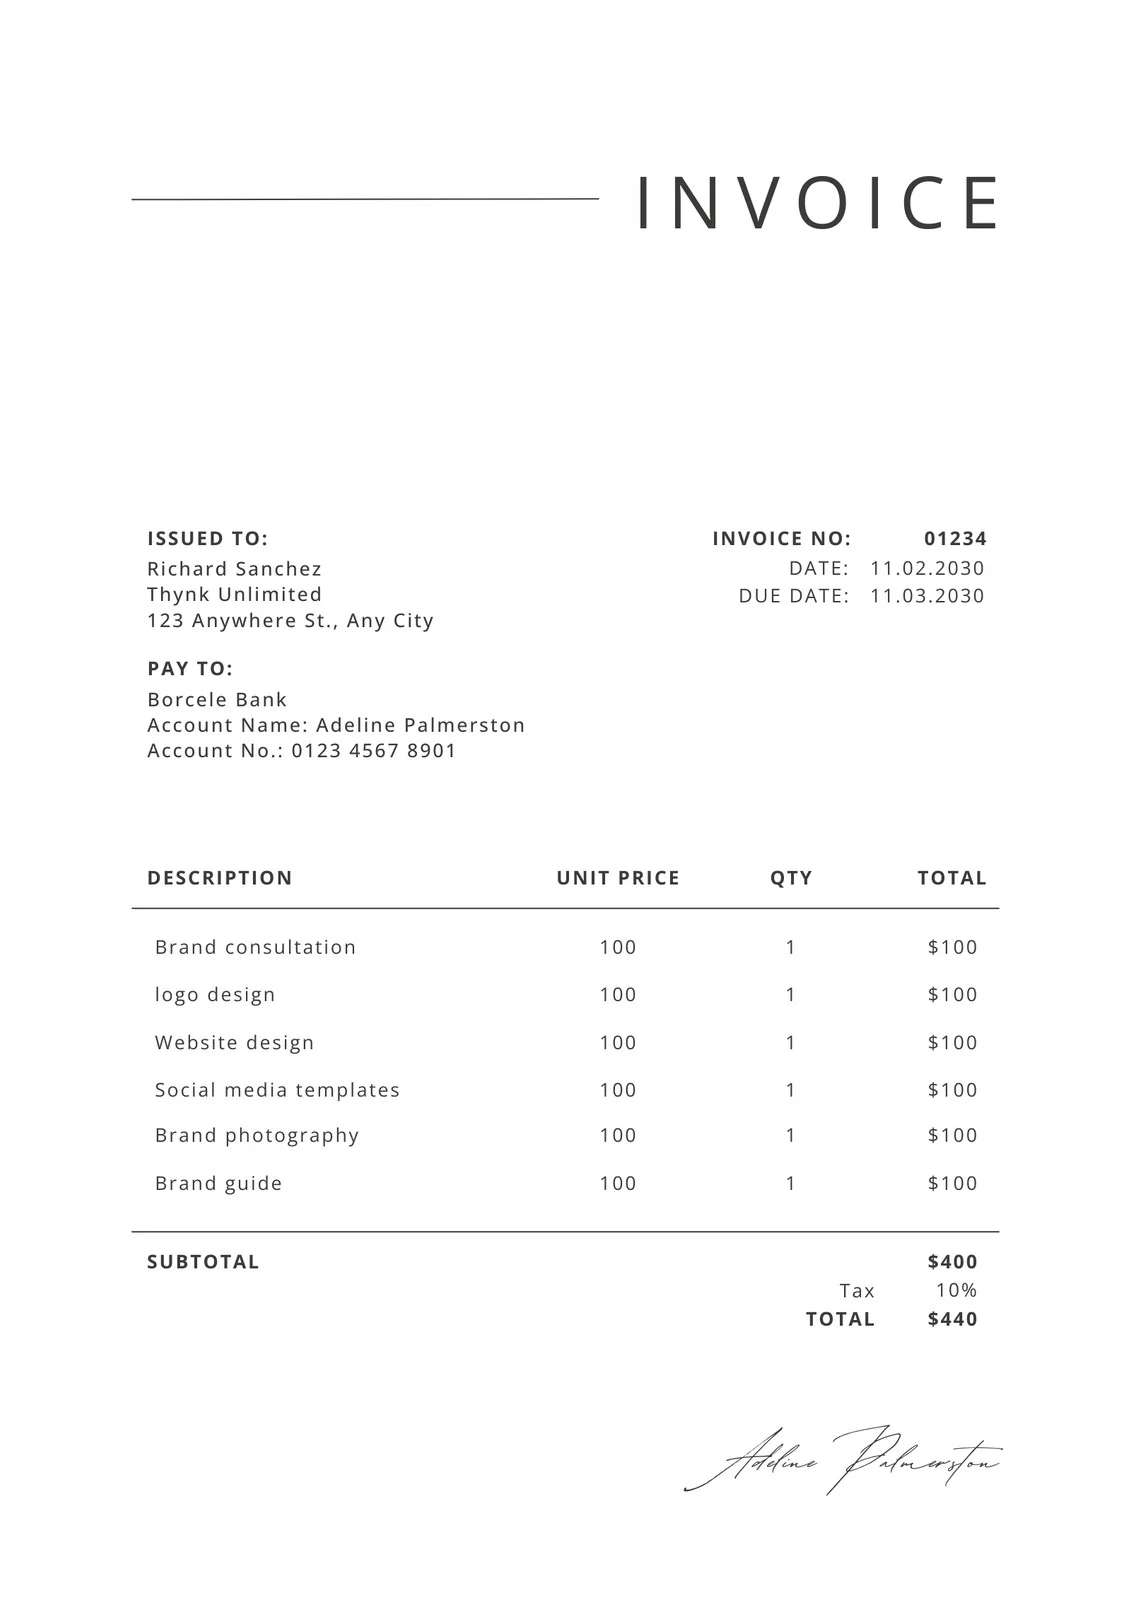 INVOICE
ISSUED TO:
Richard Sanchez
Thynk Unlimited
123 Anywhere St., Any City
INVOICE NO: 01234
DATE: 11.02.2030
DUE DATE: 11.03.2030
PAY TO:
Borcele Bank
Account Name: Adeline Palmerston
Account No.: 0123 4567 8901
DESCRIPTION UNIT PRICE QTY TOTAL
Brand consultation 100 1 $100
logo design 100 1 $100
Website design 100 1 $100
Social media templates 100 1 $100
Brand photography 100 1 $100
Brand guide 100 1 $100
SUBTOTAL $400
Tax 10%
TOTAL $440
Adeline Palmerston